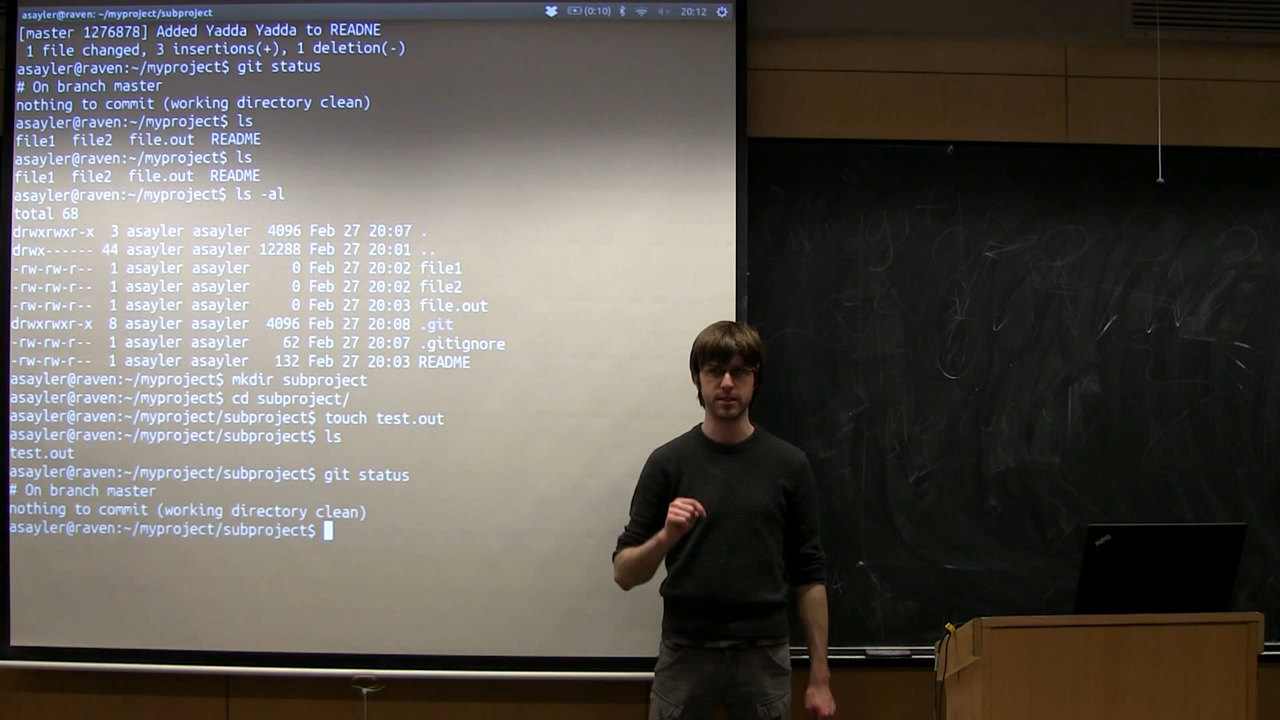 asayler@raven: ~/myproject/subproject (0:10) 20:12
[master 1276878] Added Yadda Yadda to READNE
1 file changed, 3 insertions(+), 1 deletion(-)
asayler@raven:~/myproject$ git status
# On branch master
nothing to commit (working directory clean)
asayler@raven:~/myproject$ ls
file1 file2 file.out README
asayler@raven:~/myproject$ ls
file1 file2 file.out README
asayler@raven:~/myproject$ ls -al
total 68
drwxrwxr-x 3 asayler asayler 4096 Feb 27 20:07 .
drwx------ 44 asayler asayler 12288 Feb 27 20:01 ..
-rw-rw-r-- 1 asayler asayler 0 Feb 27 20:02 file1
-rw-rw-r-- 1 asayler asayler 0 Feb 27 20:02 file2
-rw-rw-r-- 1 asayler asayler 0 Feb 27 20:03 file.out
drwxrwxr-x 8 asayler asayler 4096 Feb 27 20:08 .git
-rw-rw-r-- 1 asayler asayler 62 Feb 27 20:07 .gitignore
-rw-rw-r-- 1 asayler asayler 132 Feb 27 20:03 README
asayler@raven:~/myproject$ mkdir subproject
asayler@raven:~/myproject$ cd subproject/
asayler@raven:~/myproject/subproject$ touch test.out
asayler@raven:~/myproject/subproject$ ls
test.out
asayler@raven:~/myproject/subproject$ git status
# On branch master
nothing to commit (working directory clean)
asayler@raven:~/myproject/subproject$